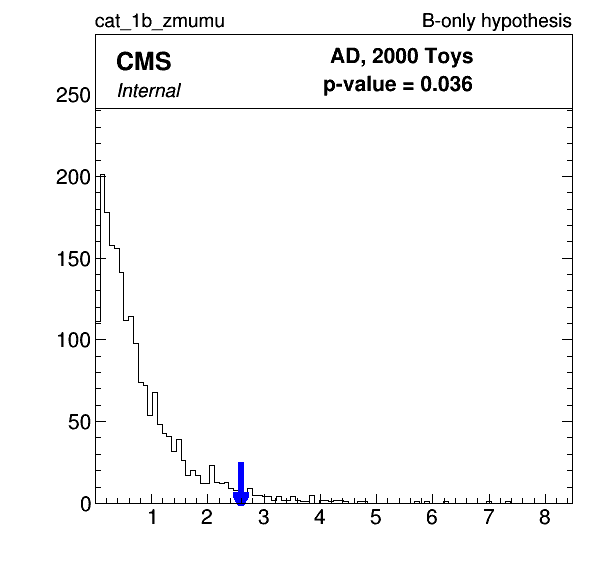 cat_1b_zmumu B-only hypothesis
CMS AD, 2000 Toys
Internal p-value = 0.036
250
200
150
100
50
0
1 2 3 4 5 6 7 8